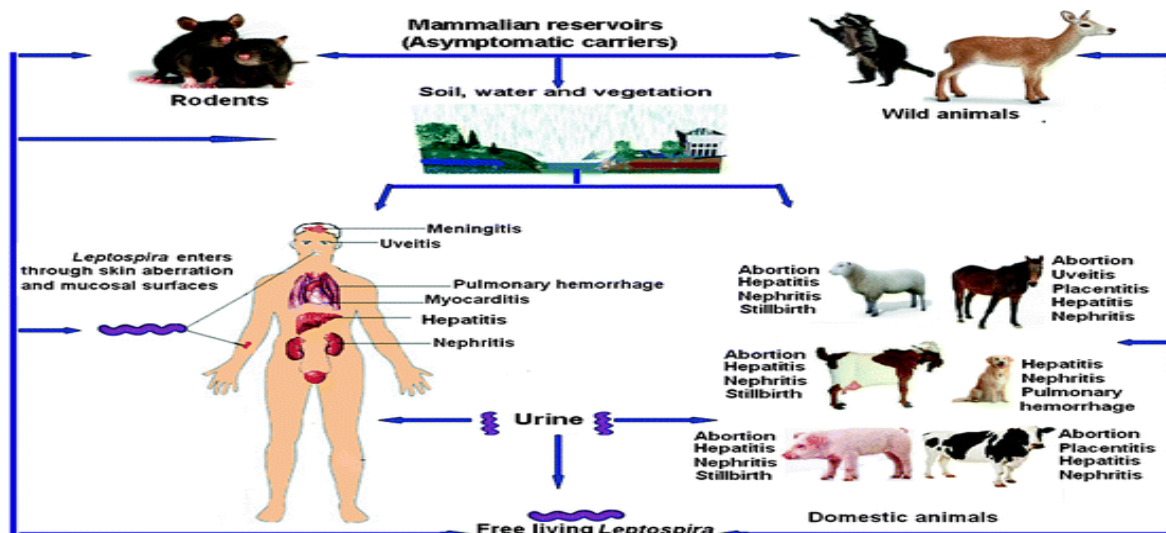 Mammalian reservoirs
(Asymptomatic carriers)
Rodents
Wild animals
Soil, water and vegetation
Leptospira enters
through skin aberration
and mucosal surfaces
Meningitis
Uveitis
Pulmonary hemorrhage
Myocarditis
Hepatitis
Nephritis
Abortion
Hepatitis
Nephritis
Stillbirth
Abortion
Uveitis
Placentitis
Hepatitis
Nephritis
Abortion
Hepatitis
Nephritis
Stillbirth
Hepatitis
Nephritis
Pulmonary
hemorrhage
Abortion
Hepatitis
Nephritis
Stillbirth
Abortion
Placentitis
Hepatitis
Nephritis
Urine
Free living Leptospira
Domestic animals